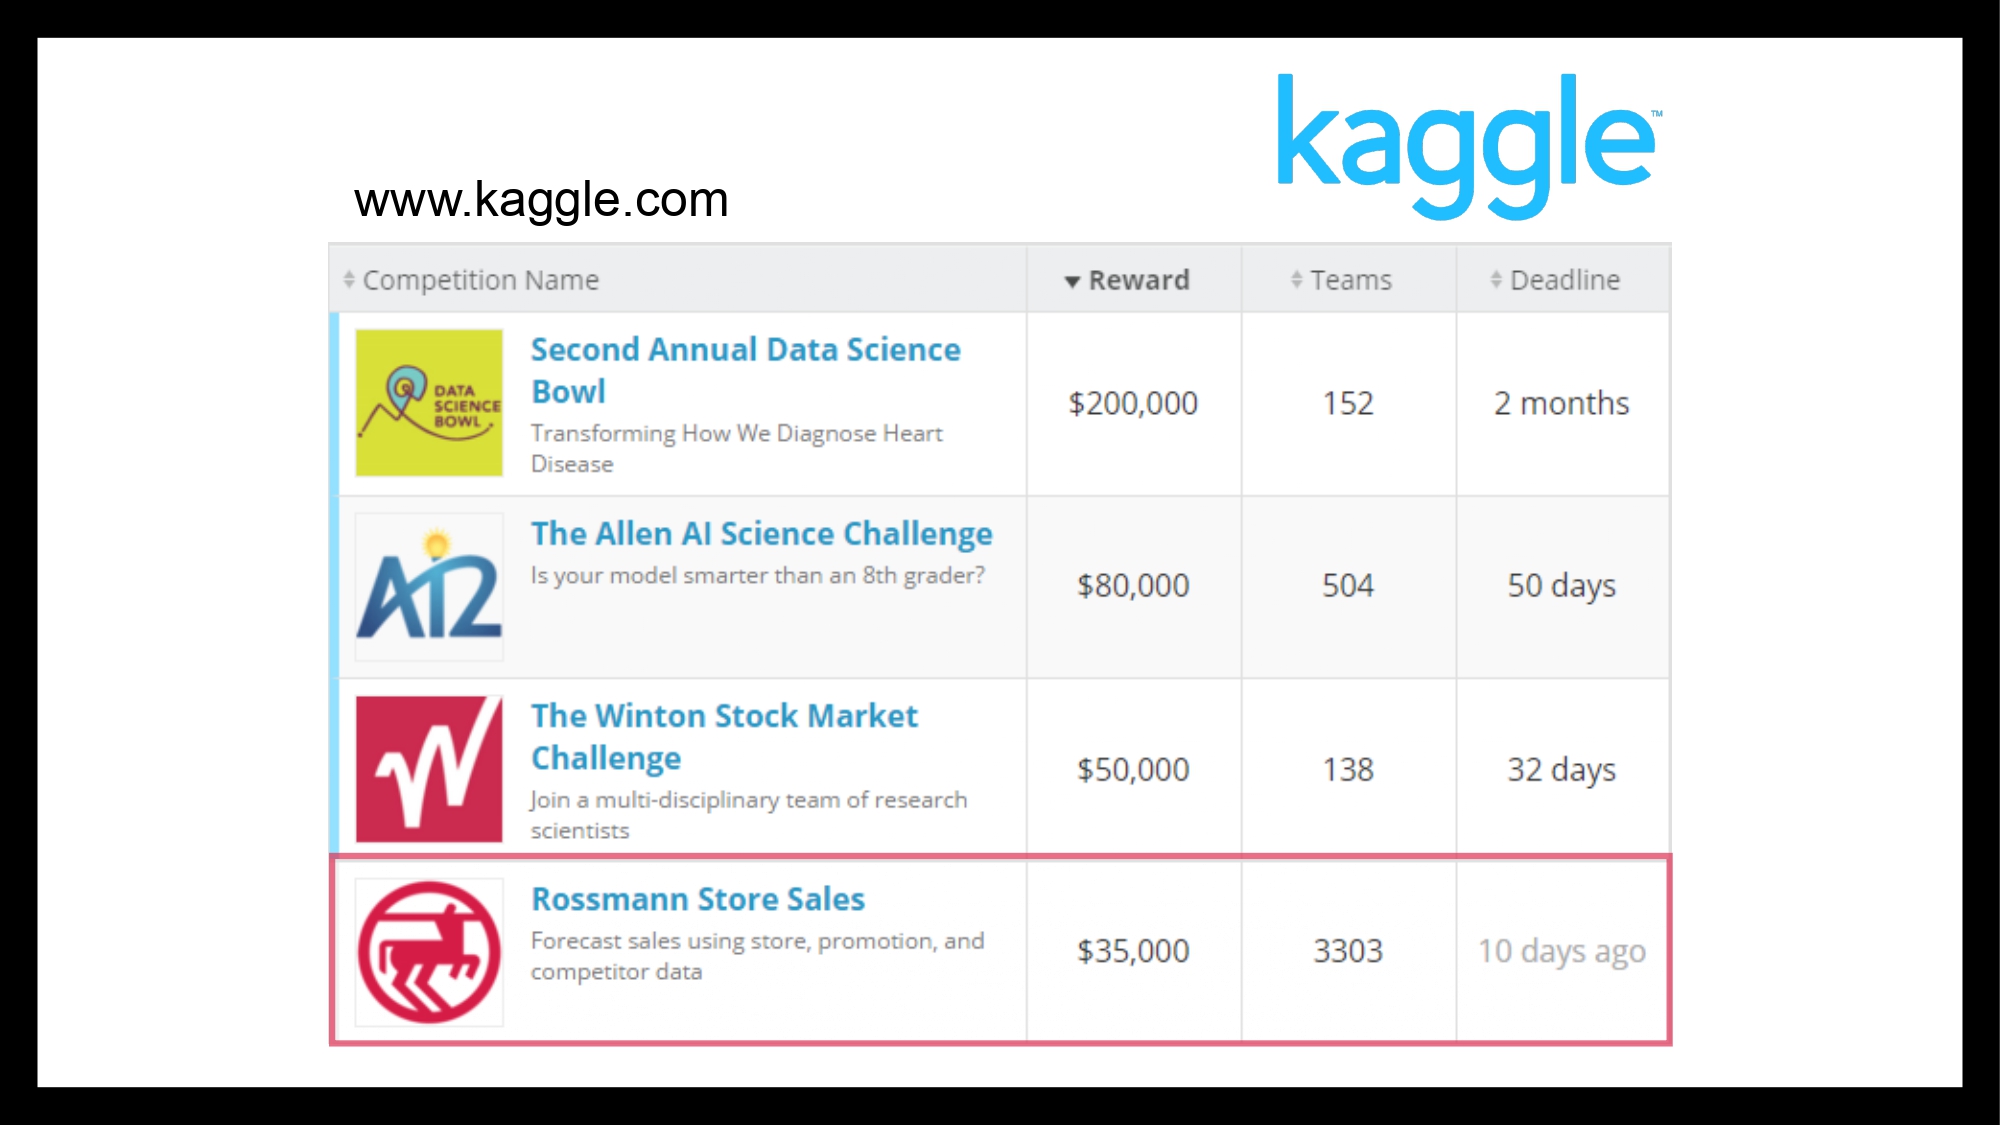 kaggle™
www.kaggle.com
Competition Name Reward Teams Deadline
DATA
SCIENCE
BOWL
Second Annual Data Science
Bowl
Transforming How We Diagnose Heart
Disease
$200,000 152 2 months
AI2
The Allen AI Science Challenge
Is your model smarter than an 8th grader?
$80,000 504 50 days
The Winton Stock Market
Challenge
Join a multi-disciplinary team of research
scientists
$50,000 138 32 days
Rossmann Store Sales
Forecast sales using store, promotion, and
competitor data
$35,000 3303 10 days ago